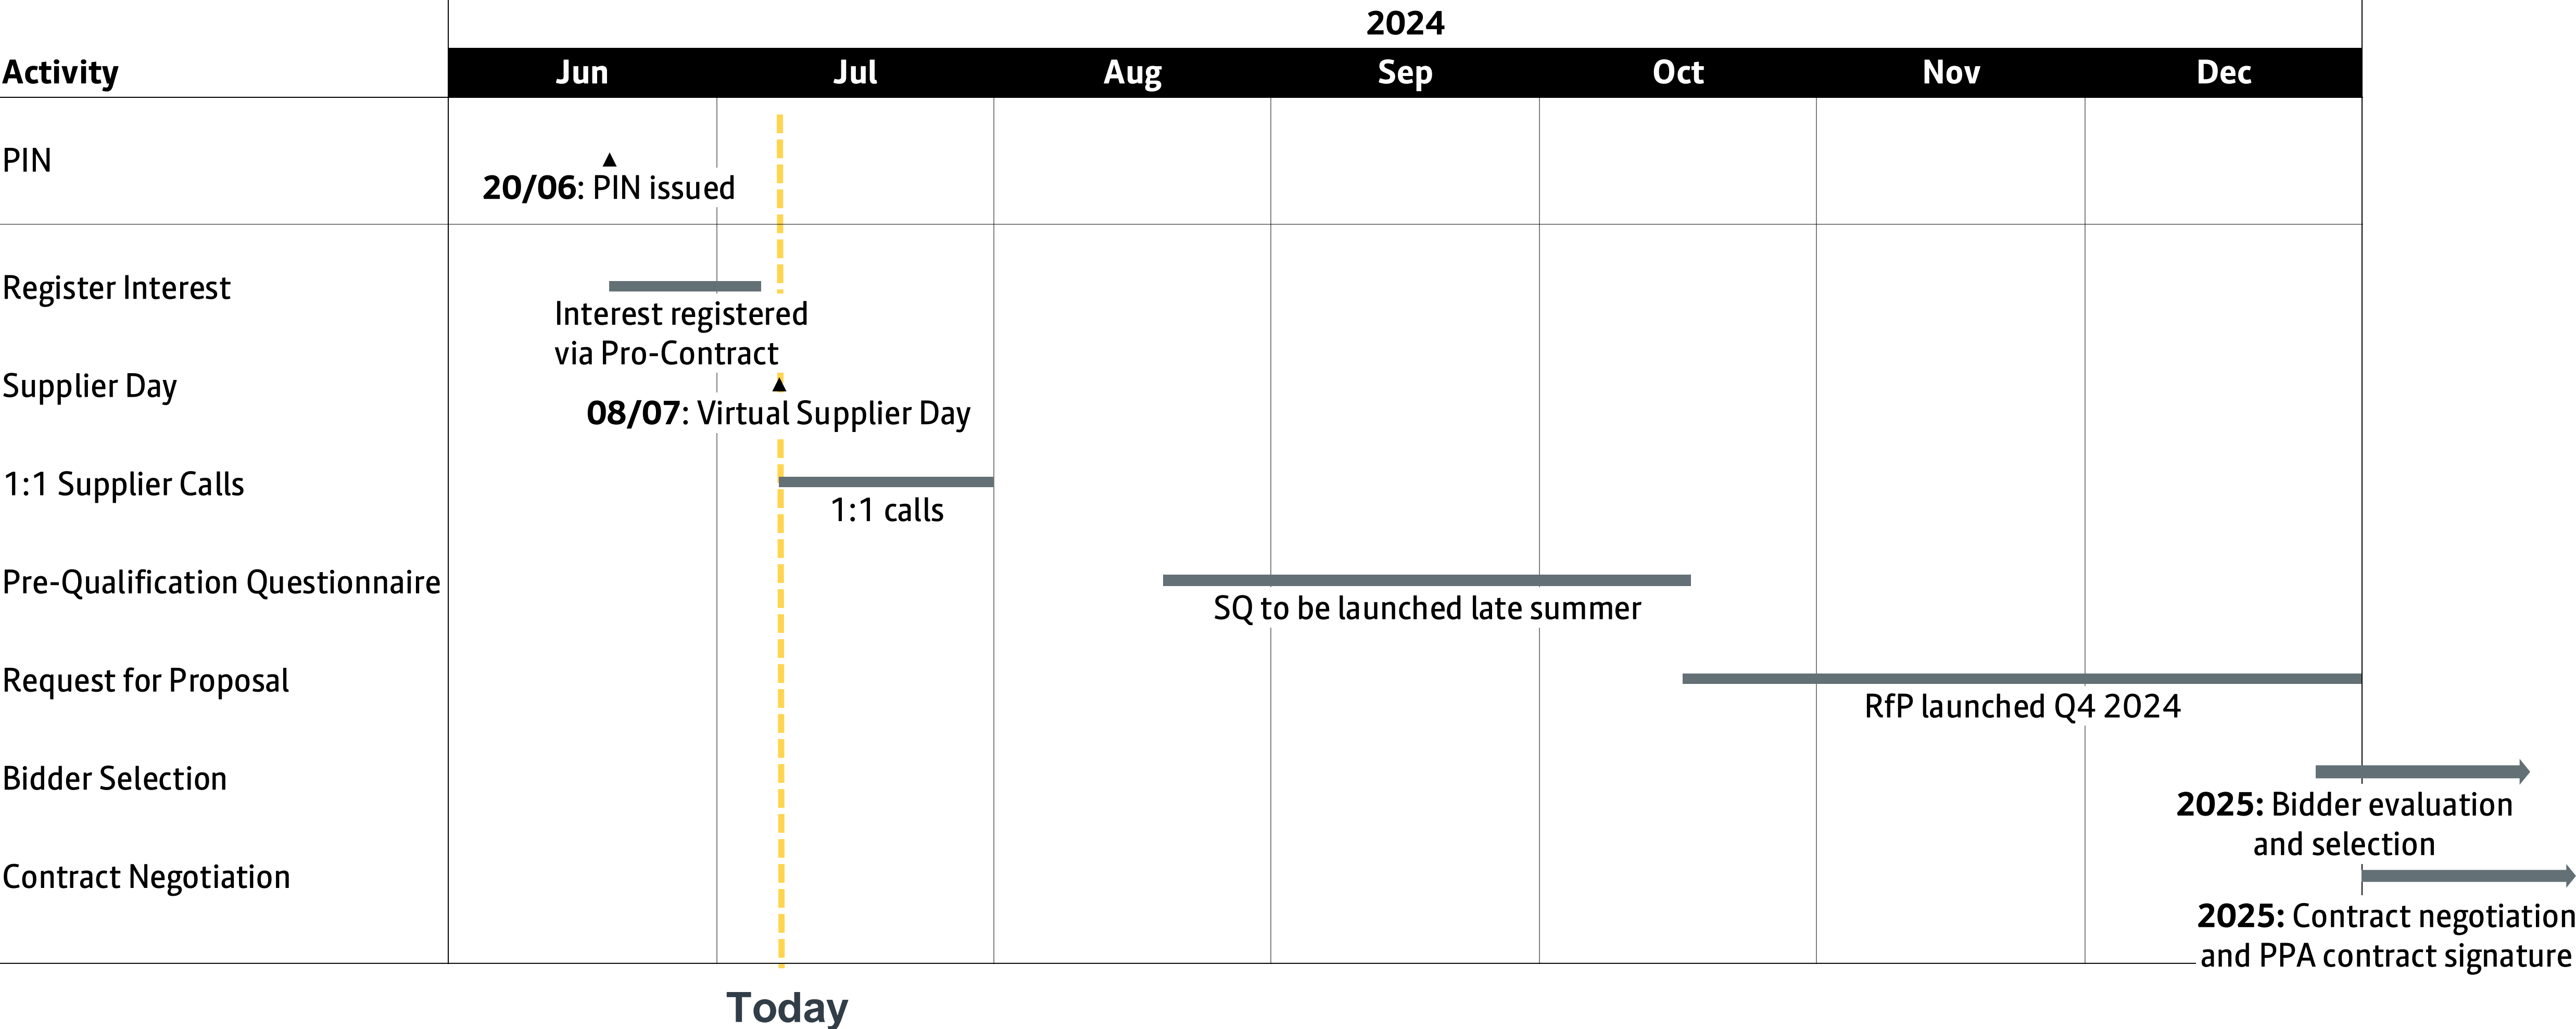 2024
Activity Jun Jul Aug Sep Oct Nov Dec
PIN
20/06: PIN issued
Register Interest
Interest registered
via Pro-Contract
Supplier Day
08/07: Virtual Supplier Day
1:1 Supplier Calls
1:1 calls
Pre-Qualification Questionnaire
SQ to be launched late summer
Request for Proposal
RfP launched Q4 2024
Bidder Selection
2025: Bidder evaluation
and selection
Contract Negotiation
2025: Contract negotiation
and PPA contract signature
Today